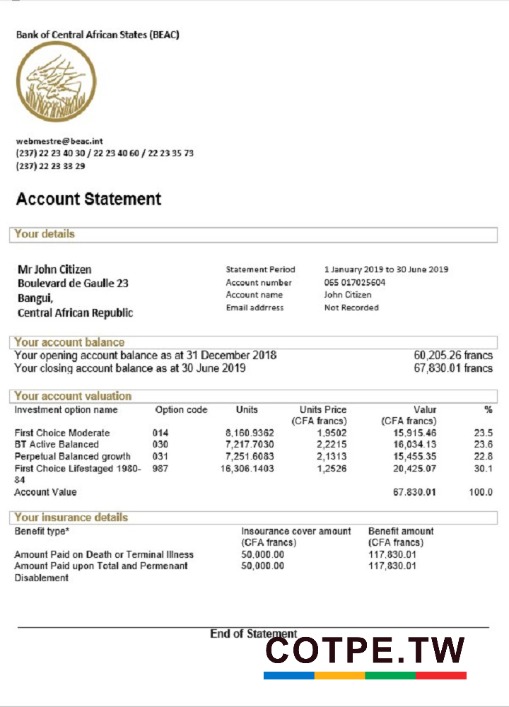 Bank of Central African States (BEAC)
webmestre@beac.int
(237) 22 23 40 30 / 22 23 40 60 / 22 23 35 73
(237) 22 23 33 29
Account Statement
Your details
Mr John Citizen
Boulevard de Gaulle 23
Bangui,
Central African Republic
Statement Period 1 January 2019 to 30 June 2019
Account number 065 017025604
Account name John Citizen
Email addrress Not Recorded
Your account balance
Your opening account balance as at 31 December 2018 60,205.26 francs
Your closing account balance as at 30 June 2019 67,830.01 francs
Your account valuation
Investment option name Option code Units Units Price Valur %
(CFA francs) (CFA francs)
First Choice Moderate 014 8,160.9362 1,9502 15,915.46 23.5
BT Active Balanced 030 7,217.7030 2,2215 16,034.13 23.6
Perpetual Balanced growth 031 7,251.6083 2,1313 15,455.35 22.8
First Choice Lifestaged 1980- 987 16,306.1403 1,2526 20,425.07 30.1
84
Account Value 67.830.01 100.0
Your insurance details
Benefit type* Insourance cover amount Benefit amount
(CFA francs) (CFA francs)
Amount Paid on Death or Terminal Illness 50,000.00 117,830.01
Amount Paid upon Total and Permenant 50,000.00 117,830.01
Disablement
End of Statement
COTPE.TW